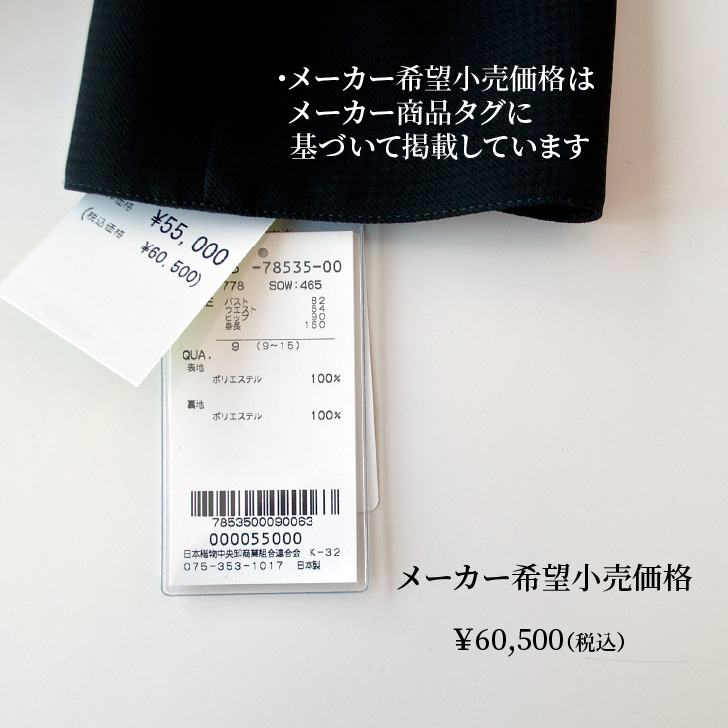 ・メーカー希望小売価格は
メーカー商品タグに
基づいて掲載しています
¥55,000
(税込価格 ¥60,500)
-78535-00
778 SOW:465
バスト 82
ウエスト 64
ヒップ 90
身長 160
9 (9~15)
QUA.
表地
ポリエステル 100%
裏地
ポリエステル 100%
7853500090063
000055000
日本織物中央卸商業組合連合会 K-32
075-353-1017 日本製
メーカー希望小売価格
¥60,500(税込)